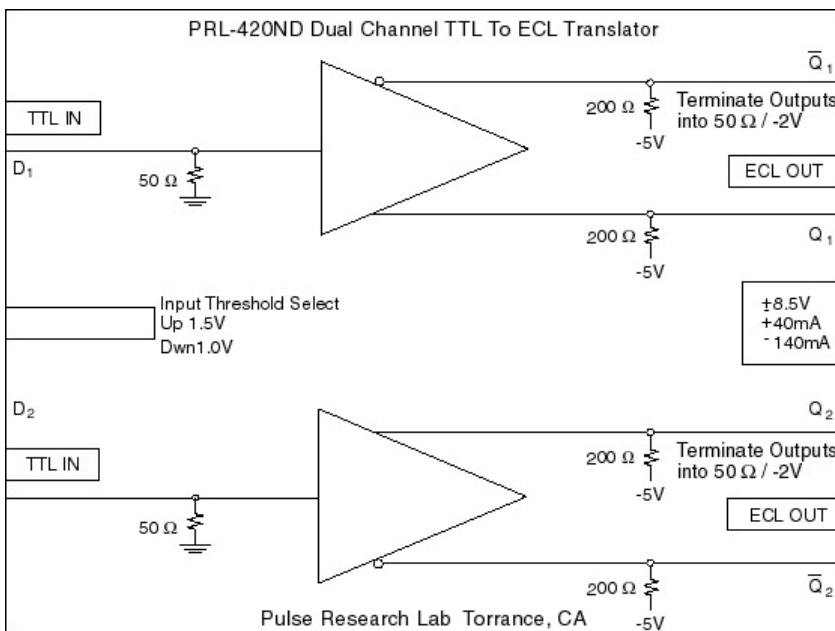 PRL-420ND Dual Channel TTL To ECL Translator
Q̅ 1
TTL IN
200 Ω
-5V
Terminate Outputs
into 50 Ω / -2V
D1
50 Ω
ECL OUT
200 Ω
-5V
Q1
Input Threshold Select
Up 1.5V
Dwn1.0V
±8.5V
+40mA
-140mA
D2
Q2
TTL IN
200 Ω
-5V
Terminate Outputs
into 50 Ω / -2V
50 Ω
ECL OUT
200 Ω
-5V
Q̅2
Pulse Research Lab Torrance, CA